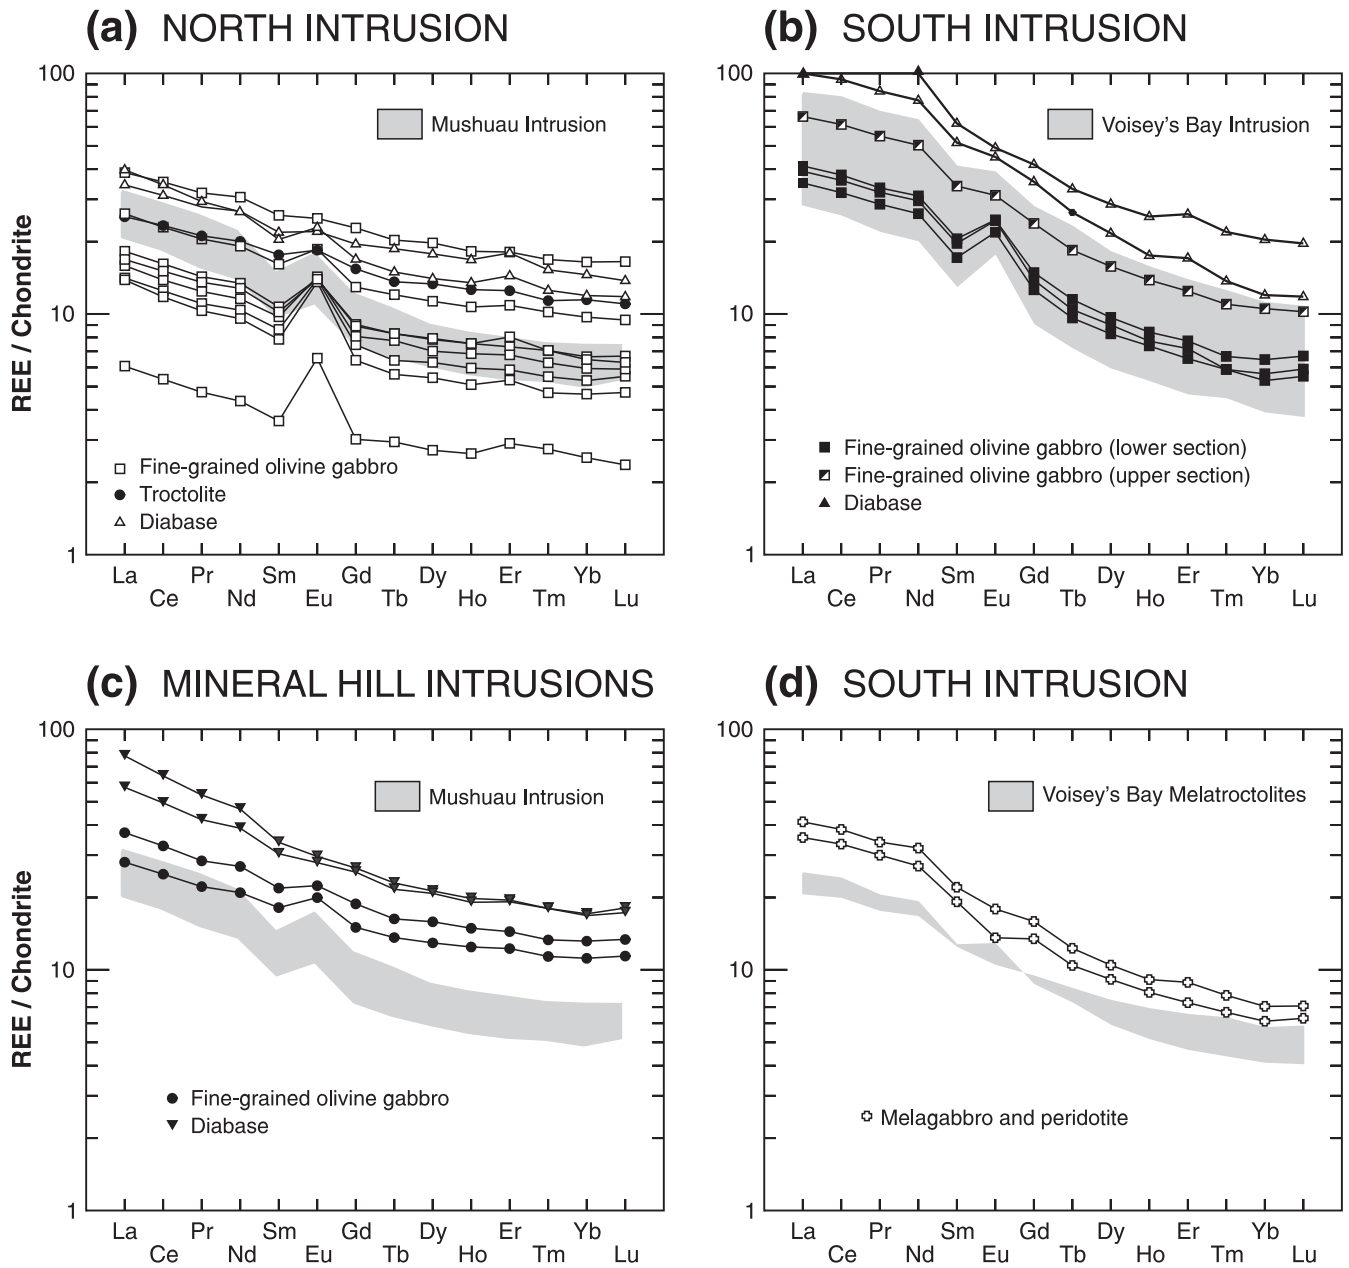 (a) NORTH INTRUSION
100
Mushuau Intrusion
10
REE / Chondrite
Fine-grained olivine gabbro
Troctolite
Diabase
1
La Pr Sm Gd Dy Er Yb
Ce Nd Eu Tb Ho Tm Lu
(b) SOUTH INTRUSION
100
Voisey's Bay Intrusion
10
Fine-grained olivine gabbro (lower section)
Fine-grained olivine gabbro (upper section)
Diabase
1
La Pr Sm Gd Dy Er Yb
Ce Nd Eu Tb Ho Tm Lu
(c) MINERAL HILL INTRUSIONS
100
Mushuau Intrusion
10
REE / Chondrite
Fine-grained olivine gabbro
Diabase
1
La Pr Sm Gd Dy Er Yb
Ce Nd Eu Tb Ho Tm Lu
(d) SOUTH INTRUSION
100
Voisey's Bay Melatroctolites
10
Melagabbro and peridotite
1
La Pr Sm Gd Dy Er Yb
Ce Nd Eu Tb Ho Tm Lu